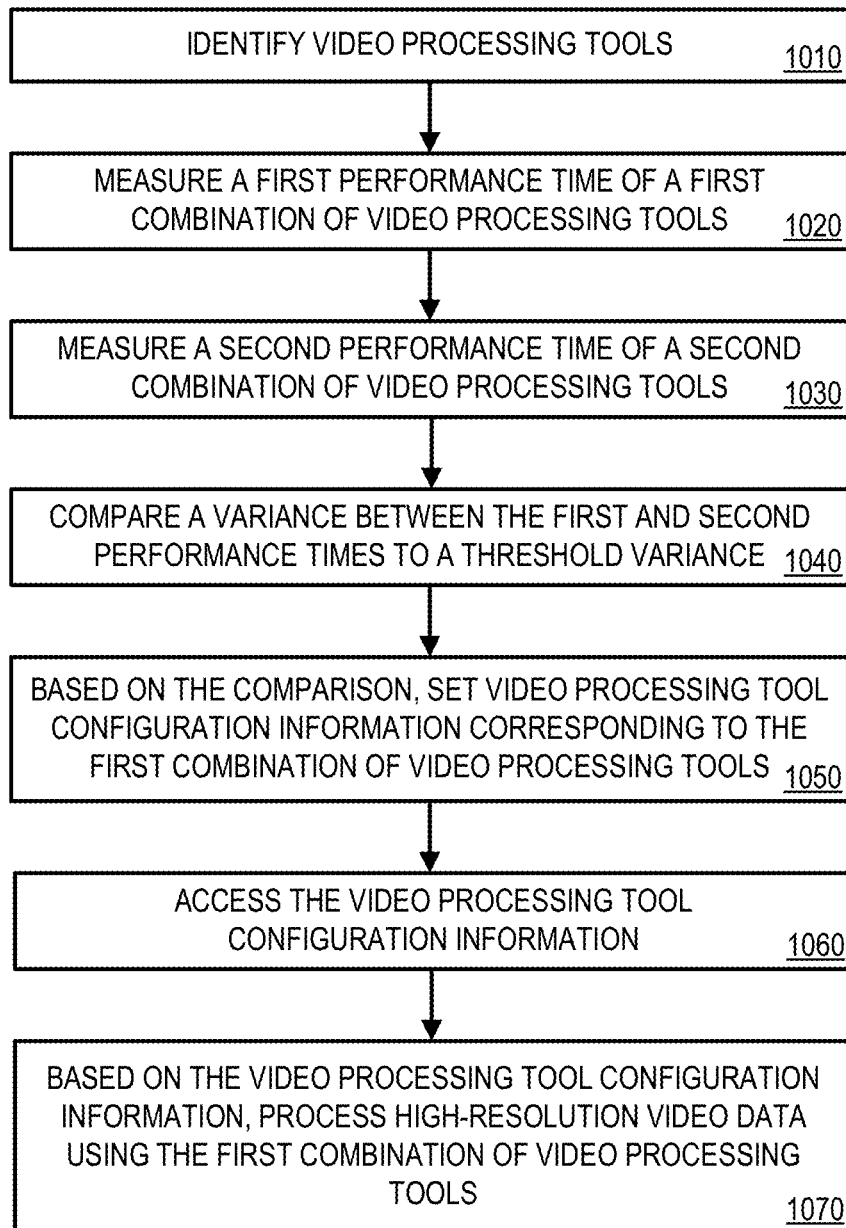 IDENTIFY VIDEO PROCESSING TOOLS
1010
MEASURE A FIRST PERFORMANCE TIME OF A FIRST
COMBINATION OF VIDEO PROCESSING TOOLS
1020
MEASURE A SECOND PERFORMANCE TIME OF A SECOND
COMBINATION OF VIDEO PROCESSING TOOLS
1030
COMPARE A VARIANCE BETWEEN THE FIRST AND SECOND
PERFORMANCE TIMES TO A THRESHOLD VARIANCE
1040
BASED ON THE COMPARISON, SET VIDEO PROCESSING TOOL
CONFIGURATION INFORMATION CORRESPONDING TO THE
FIRST COMBINATION OF VIDEO PROCESSING TOOLS
1050
ACCESS THE VIDEO PROCESSING TOOL
CONFIGURATION INFORMATION
1060
BASED ON THE VIDEO PROCESSING TOOL CONFIGURATION
INFORMATION, PROCESS HIGH-RESOLUTION VIDEO DATA
USING THE FIRST COMBINATION OF VIDEO PROCESSING
TOOLS
1070